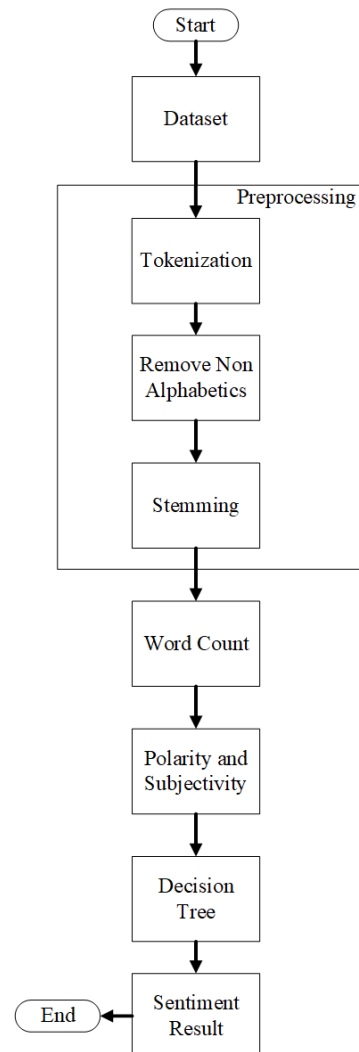 Start
Dataset
Preprocessing
Tokenization
Remove Non
Alphabetics
Stemming
Word Count
Polarity and
Subjectivity
Decision
Tree
Sentiment
Result
End